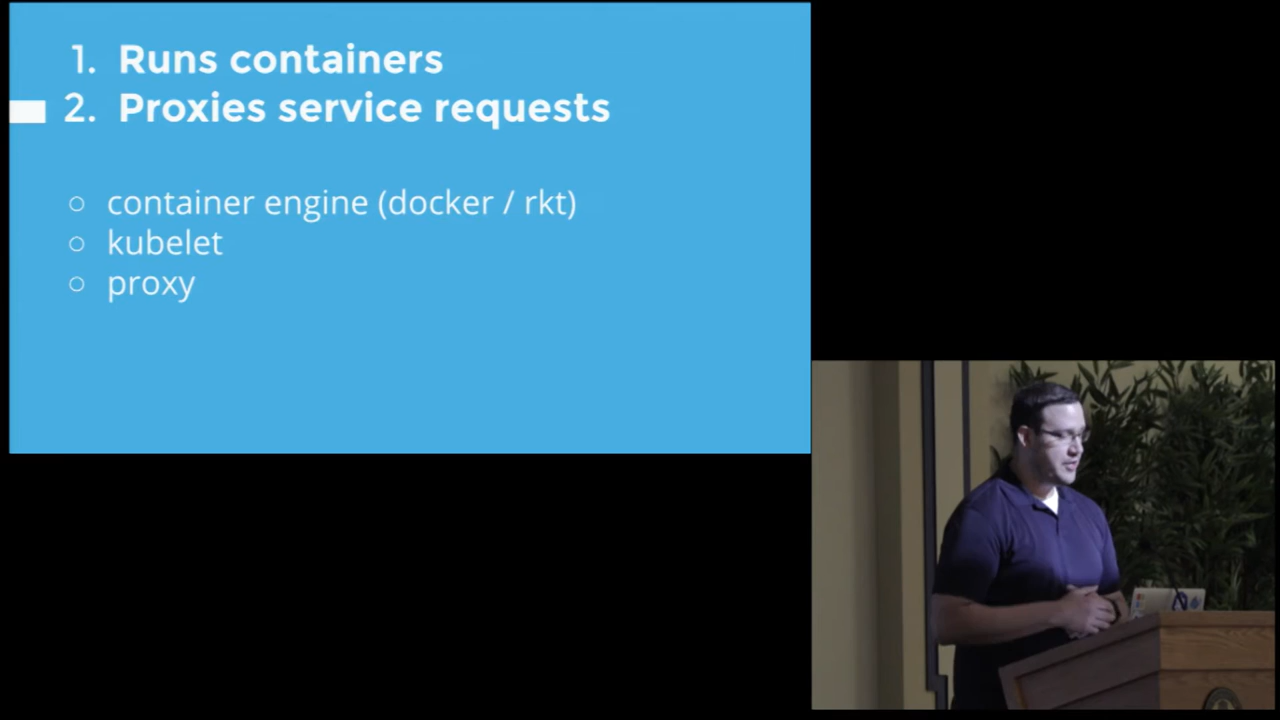 1. Runs containers
2. Proxies service requests
○ container engine (docker / rkt)
○ kubelet
○ proxy